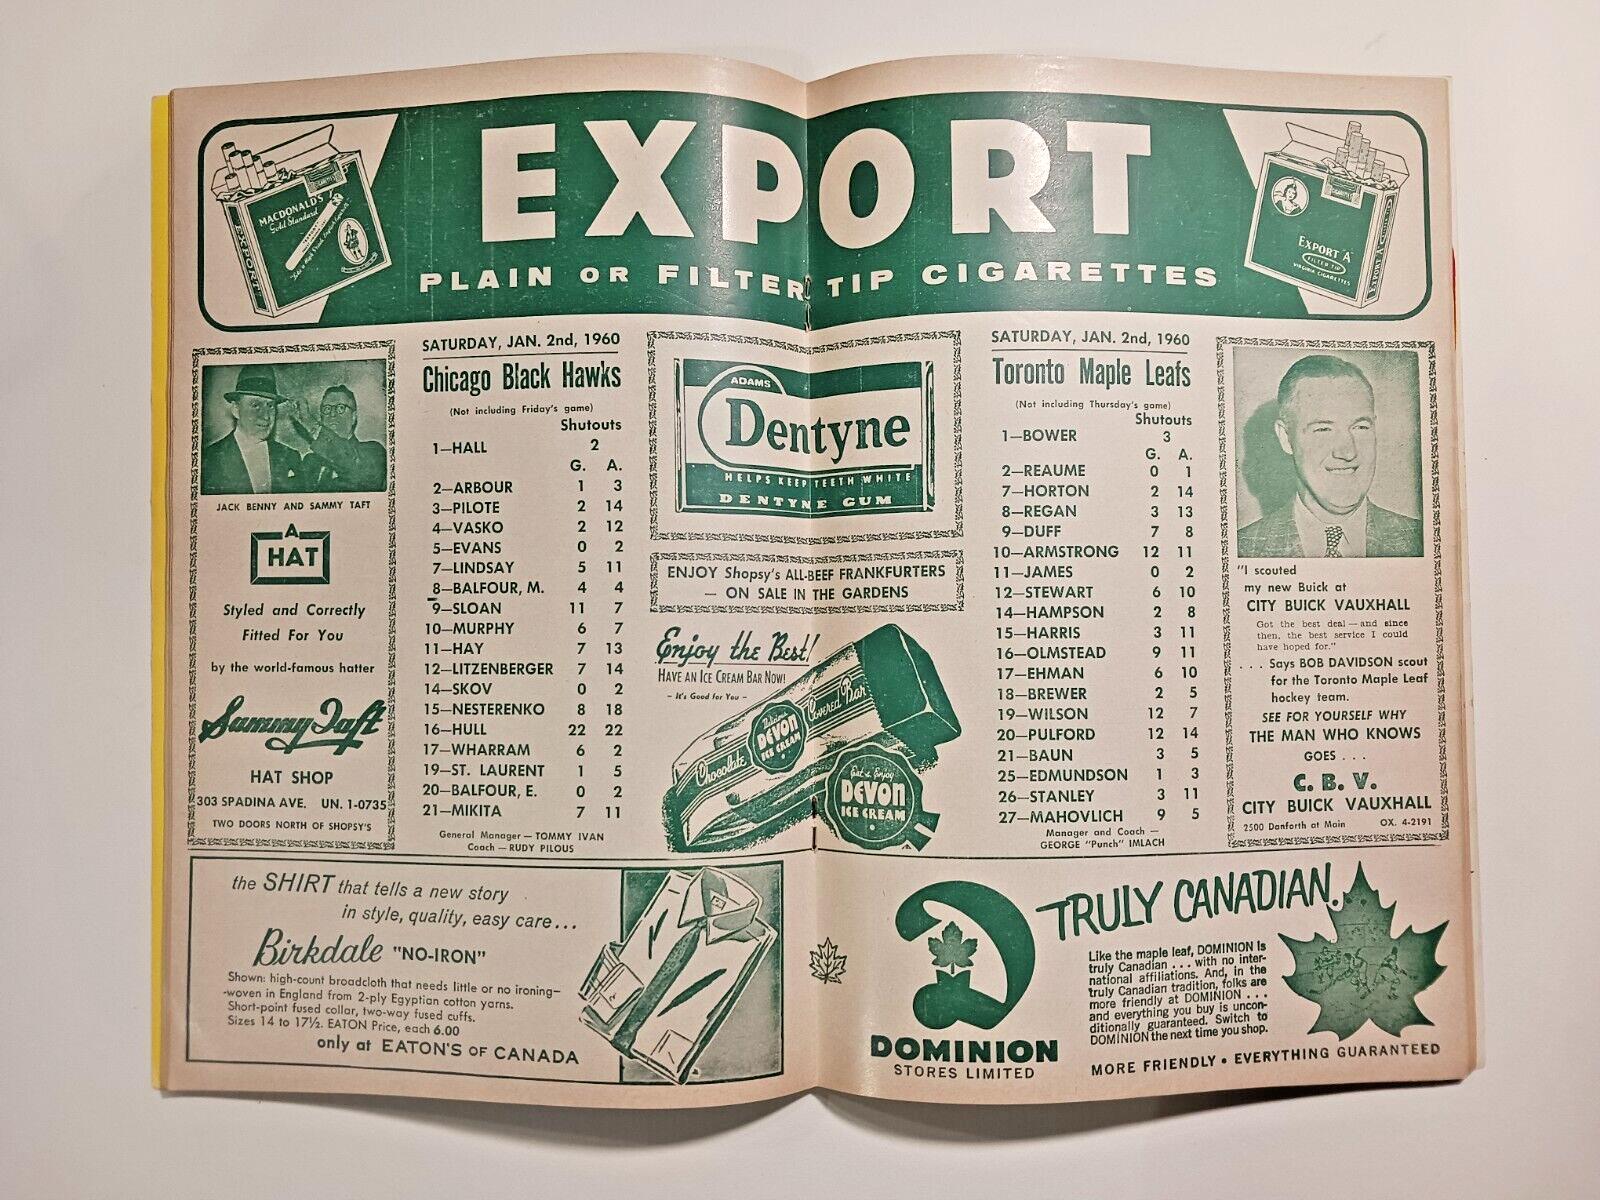 EXPORT
PLAIN OR FILTER TIP CIGARETTES
MACDONALD'S
Gold Standard
EXPORT
EXPORT "A"
FILTER TIP
VIRGINIA CIGARETTES
EXPORT A
JACK BENNY AND SAMMY TAFT
A
HAT
Styled and Correctly
Fitted For You
by the world-famous hatter
Sammy Taft
HAT SHOP
303 SPADINA AVE. UN. 1-0735
TWO DOORS NORTH OF SHOPSY'S
SATURDAY, JAN. 2nd, 1960
Chicago Black Hawks
(Not including Friday's game)
Shutouts
1—HALL 2
G. A.
2—ARBOUR 1 3
3—PILOTE 2 14
4—VASKO 2 12
5—EVANS 0 2
7—LINDSAY 5 11
8—BALFOUR, M. 4 4
9—SLOAN 11 7
10—MURPHY 6 7
11—HAY 7 13
12—LITZENBERGER 7 14
14—SKOV 0 2
15—NESTERENKO 8 18
16—HULL 22 22
17—WHARRAM 6 2
19—ST. LAURENT 1 5
20—BALFOUR, E. 0 2
21—MIKITA 7 11
General Manager — TOMMY IVAN
Coach — RUDY PILOUS
ADAMS
Dentyne
HELPS KEEP TEETH WHITE
DENTYNE GUM
ENJOY Shopsy's ALL-BEEF FRANKFURTERS
— ON SALE IN THE GARDENS
Enjoy the Best!
HAVE AN ICE CREAM BAR NOW!
– It's Good for You –
Chocolate
Delicious
DEVON
ICE CREAM
Covered Bar
Eat & Enjoy
DEVON
ICE CREAM
SATURDAY, JAN. 2nd, 1960
Toronto Maple Leafs
(Not including Thursday's game)
Shutouts
1—BOWER 3
G. A.
2—REAUME 0 1
7—HORTON 2 14
8—REGAN 3 13
9—DUFF 7 8
10—ARMSTRONG 12 11
11—JAMES 0 2
12—STEWART 6 10
14—HAMPSON 2 8
15—HARRIS 3 11
16—OLMSTEAD 9 11
17—EHMAN 6 10
18—BREWER 2 5
19—WILSON 12 7
20—PULFORD 12 14
21—BAUN 3 5
25—EDMUNDSON 1 3
26—STANLEY 3 11
27—MAHOVLICH 9 5
Manager and Coach —
GEORGE "Punch" IMLACH
"I scouted
my new Buick at
CITY BUICK VAUXHALL
Got the best deal — and since
then, the best service I could
have hoped for."
. . . Says BOB DAVIDSON scout
for the Toronto Maple Leaf
hockey team.
SEE FOR YOURSELF WHY
THE MAN WHO KNOWS
GOES . . .
C. B. V.
CITY BUICK VAUXHALL
2500 Danforth at Main OX. 4-2191
the SHIRT that tells a new story
in style, quality, easy care...
Birkdale "NO-IRON"
Shown: high-count broadcloth that needs little or no ironing—
-woven in England from 2-ply Egyptian cotton yarns.
Short-point fused collar, two-way fused cuffs.
Sizes 14 to 17½. EATON Price, each 6.00
only at EATON'S OF CANADA
DOMINION
STORES LIMITED
TRULY CANADIAN.
Like the maple leaf, DOMINION is
truly Canadian . . . with no inter-
national affiliations. And, in the
truly Canadian tradition, folks are
more friendly at DOMINION . . .
and everything you buy is uncon-
ditionally guaranteed. Switch to
DOMINION the next time you shop.
MORE FRIENDLY • EVERYTHING GUARANTEED